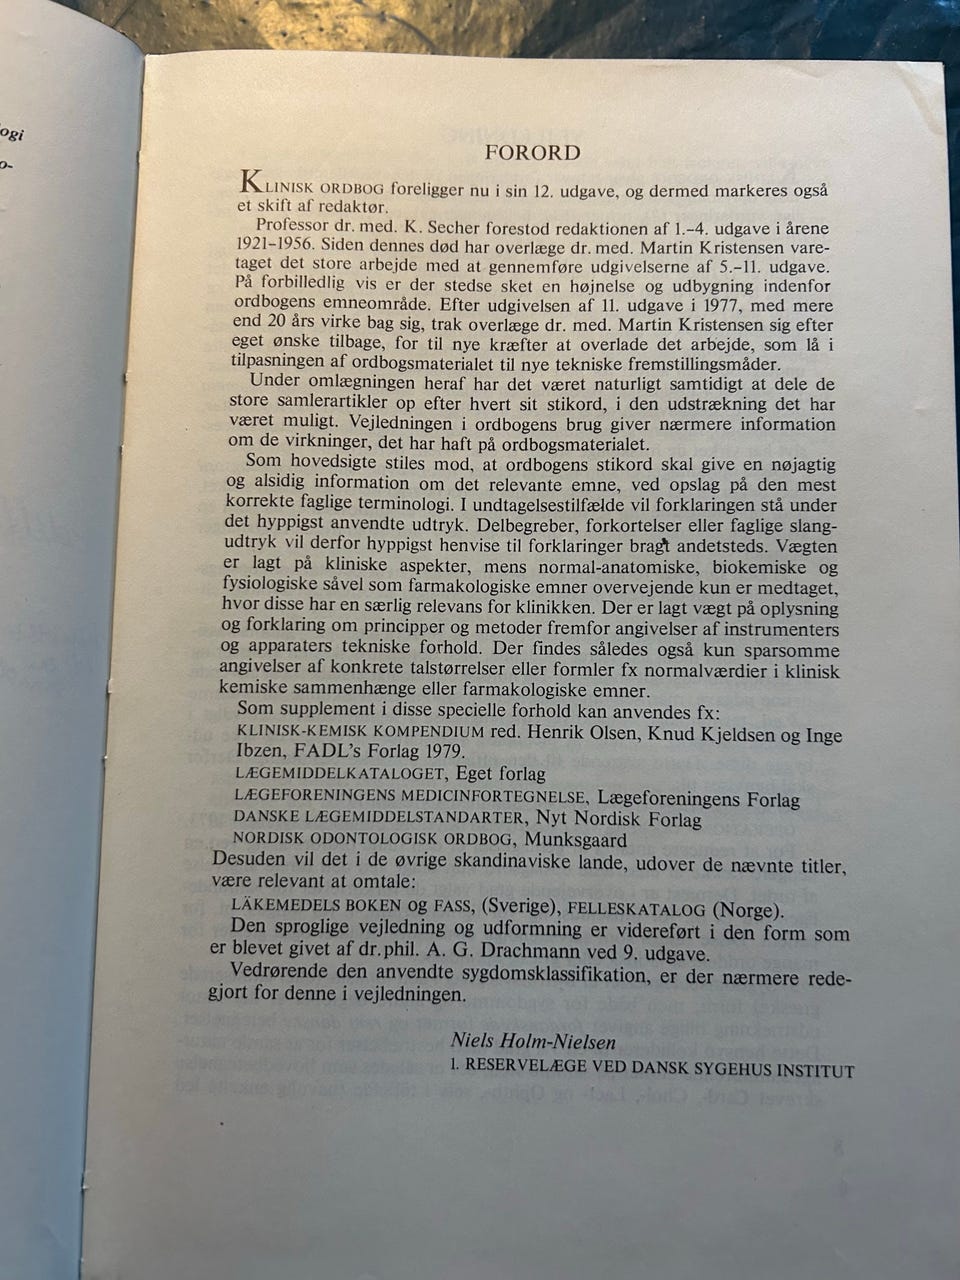 ogi
o-
FORORD
KLINISK ORDBOG foreligger nu i sin 12. udgave, og dermed markeres også
et skift af redaktør.
Professor dr. med. K. Secher forestod redaktionen af 1.–4. udgave i årene
1921–1956. Siden dennes død har overlæge dr. med. Martin Kristensen vare-
taget det store arbejde med at gennemføre udgivelserne af 5.–11. udgave.
På forbilledlig vis er der stedse sket en højnelse og udbygning indenfor
ordbogens emneområde. Efter udgivelsen af 11. udgave i 1977, med mere
end 20 års virke bag sig, trak overlæge dr. med. Martin Kristensen sig efter
eget ønske tilbage, for til nye kræfter at overlade det arbejde, som lå i
tilpasningen af ordbogsmaterialet til nye tekniske fremstillingsmåder.
Under omlægningen heraf har det været naturligt samtidigt at dele de
store samlerartikler op efter hvert sit stikord, i den udstrækning det har
været muligt. Vejledningen i ordbogens brug giver nærmere information
om de virkninger, det har haft på ordbogsmaterialet.
Som hovedsigte stiles mod, at ordbogens stikord skal give en nøjagtig
og alsidig information om det relevante emne, ved opslag på den mest
korrekte faglige terminologi. I undtagelsestilfælde vil forklaringen stå under
det hyppigst anvendte udtryk. Delbegreber, forkortelser eller faglige slang-
udtryk vil derfor hyppigst henvise til forklaringer bragt andetsteds. Vægten
er lagt på kliniske aspekter, mens normal-anatomiske, biokemiske og
fysiologiske såvel som farmakologiske emner overvejende kun er medtaget,
hvor disse har en særlig relevans for klinikken. Der er lagt vægt på oplysning
og forklaring om principper og metoder fremfor angivelser af instrumenters
og apparaters tekniske forhold. Der findes således også kun sparsomme
angivelser af konkrete talstørrelser eller formler fx normalværdier i klinisk
kemiske sammenhænge eller farmakologiske emner.
Som supplement i disse specielle forhold kan anvendes fx:
KLINISK-KEMISK KOMPENDIUM red. Henrik Olsen, Knud Kjeldsen og Inge
Ibzen, FADL's Forlag 1979.
LÆGEMIDDELKATALOGET, Eget forlag
LÆGEFORENINGENS MEDICINFORTEGNELSE, Lægeforeningens Forlag
DANSKE LÆGEMIDDELSTANDARTER, Nyt Nordisk Forlag
NORDISK ODONTOLOGISK ORDBOG, Munksgaard
Desuden vil det i de øvrige skandinaviske lande, udover de nævnte titler,
være relevant at omtale:
LÄKEMEDELS BOKEN og FASS, (Sverige), FELLESKATALOG (Norge).
Den sproglige vejledning og udformning er videreført i den form som
er blevet givet af dr.phil. A. G. Drachmann ved 9. udgave.
Vedrørende den anvendte sygdomsklassifikation, er der nærmere rede-
gjort for denne i vejledningen.
Niels Holm-Nielsen
1. RESERVELÆGE VED DANSK SYGEHUS INSTITUT